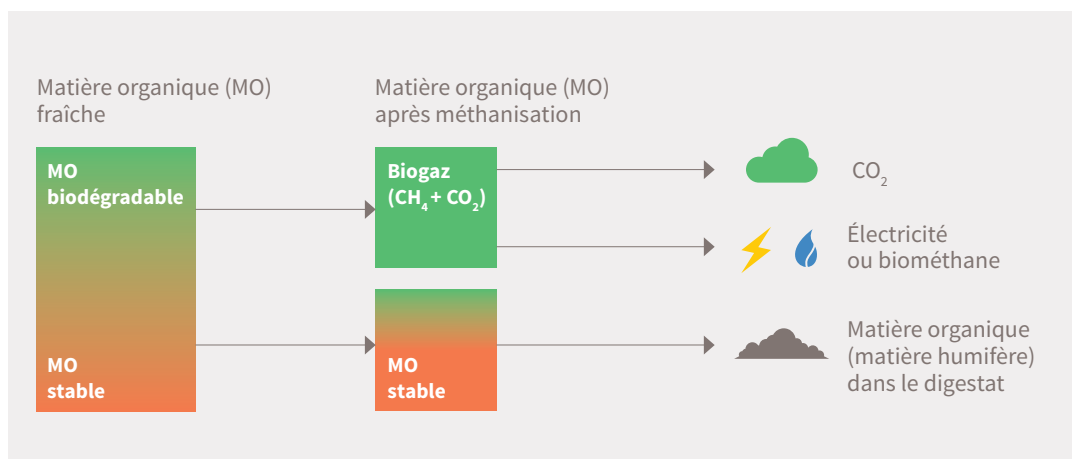 Matière organique (MO)
fraîche
Matière organique (MO)
après méthanisation
MO
biodégradable
MO
stable
Biogaz
(CH₄ + CO₂)
MO
stable
CO₂
Électricité
ou biométhane
Matière organique
(matière humifère)
dans le digestat